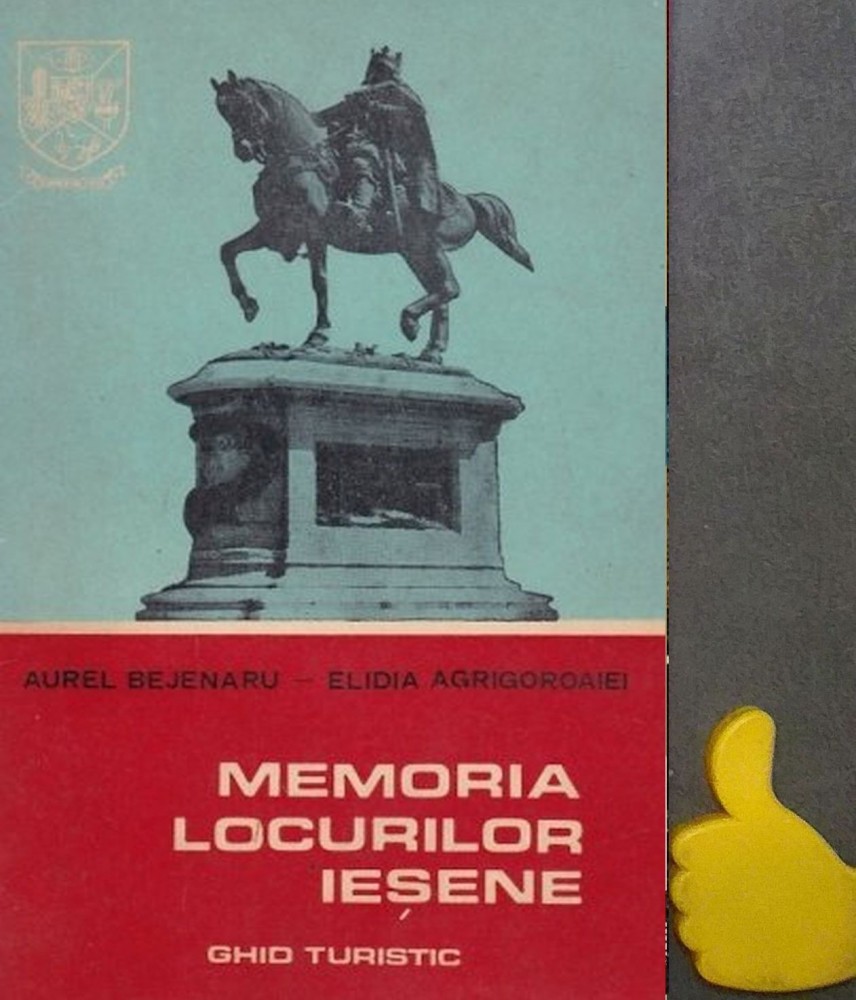 AUREL BEJENARU — ELIDIA AGRIGOROAIEI
MEMORIA
LOCURILOR
IEȘENE
GHID TURISTIC